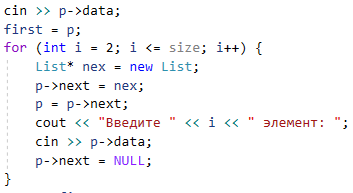 cin >> p->data;
first = p;
for (int i = 2; i <= size; i++) {
List* nex = new List;
p->next = nex;
p = p->next;
cout << "Введите " << i << " элемент: ";
cin >> p->data;
p->next = NULL;
}